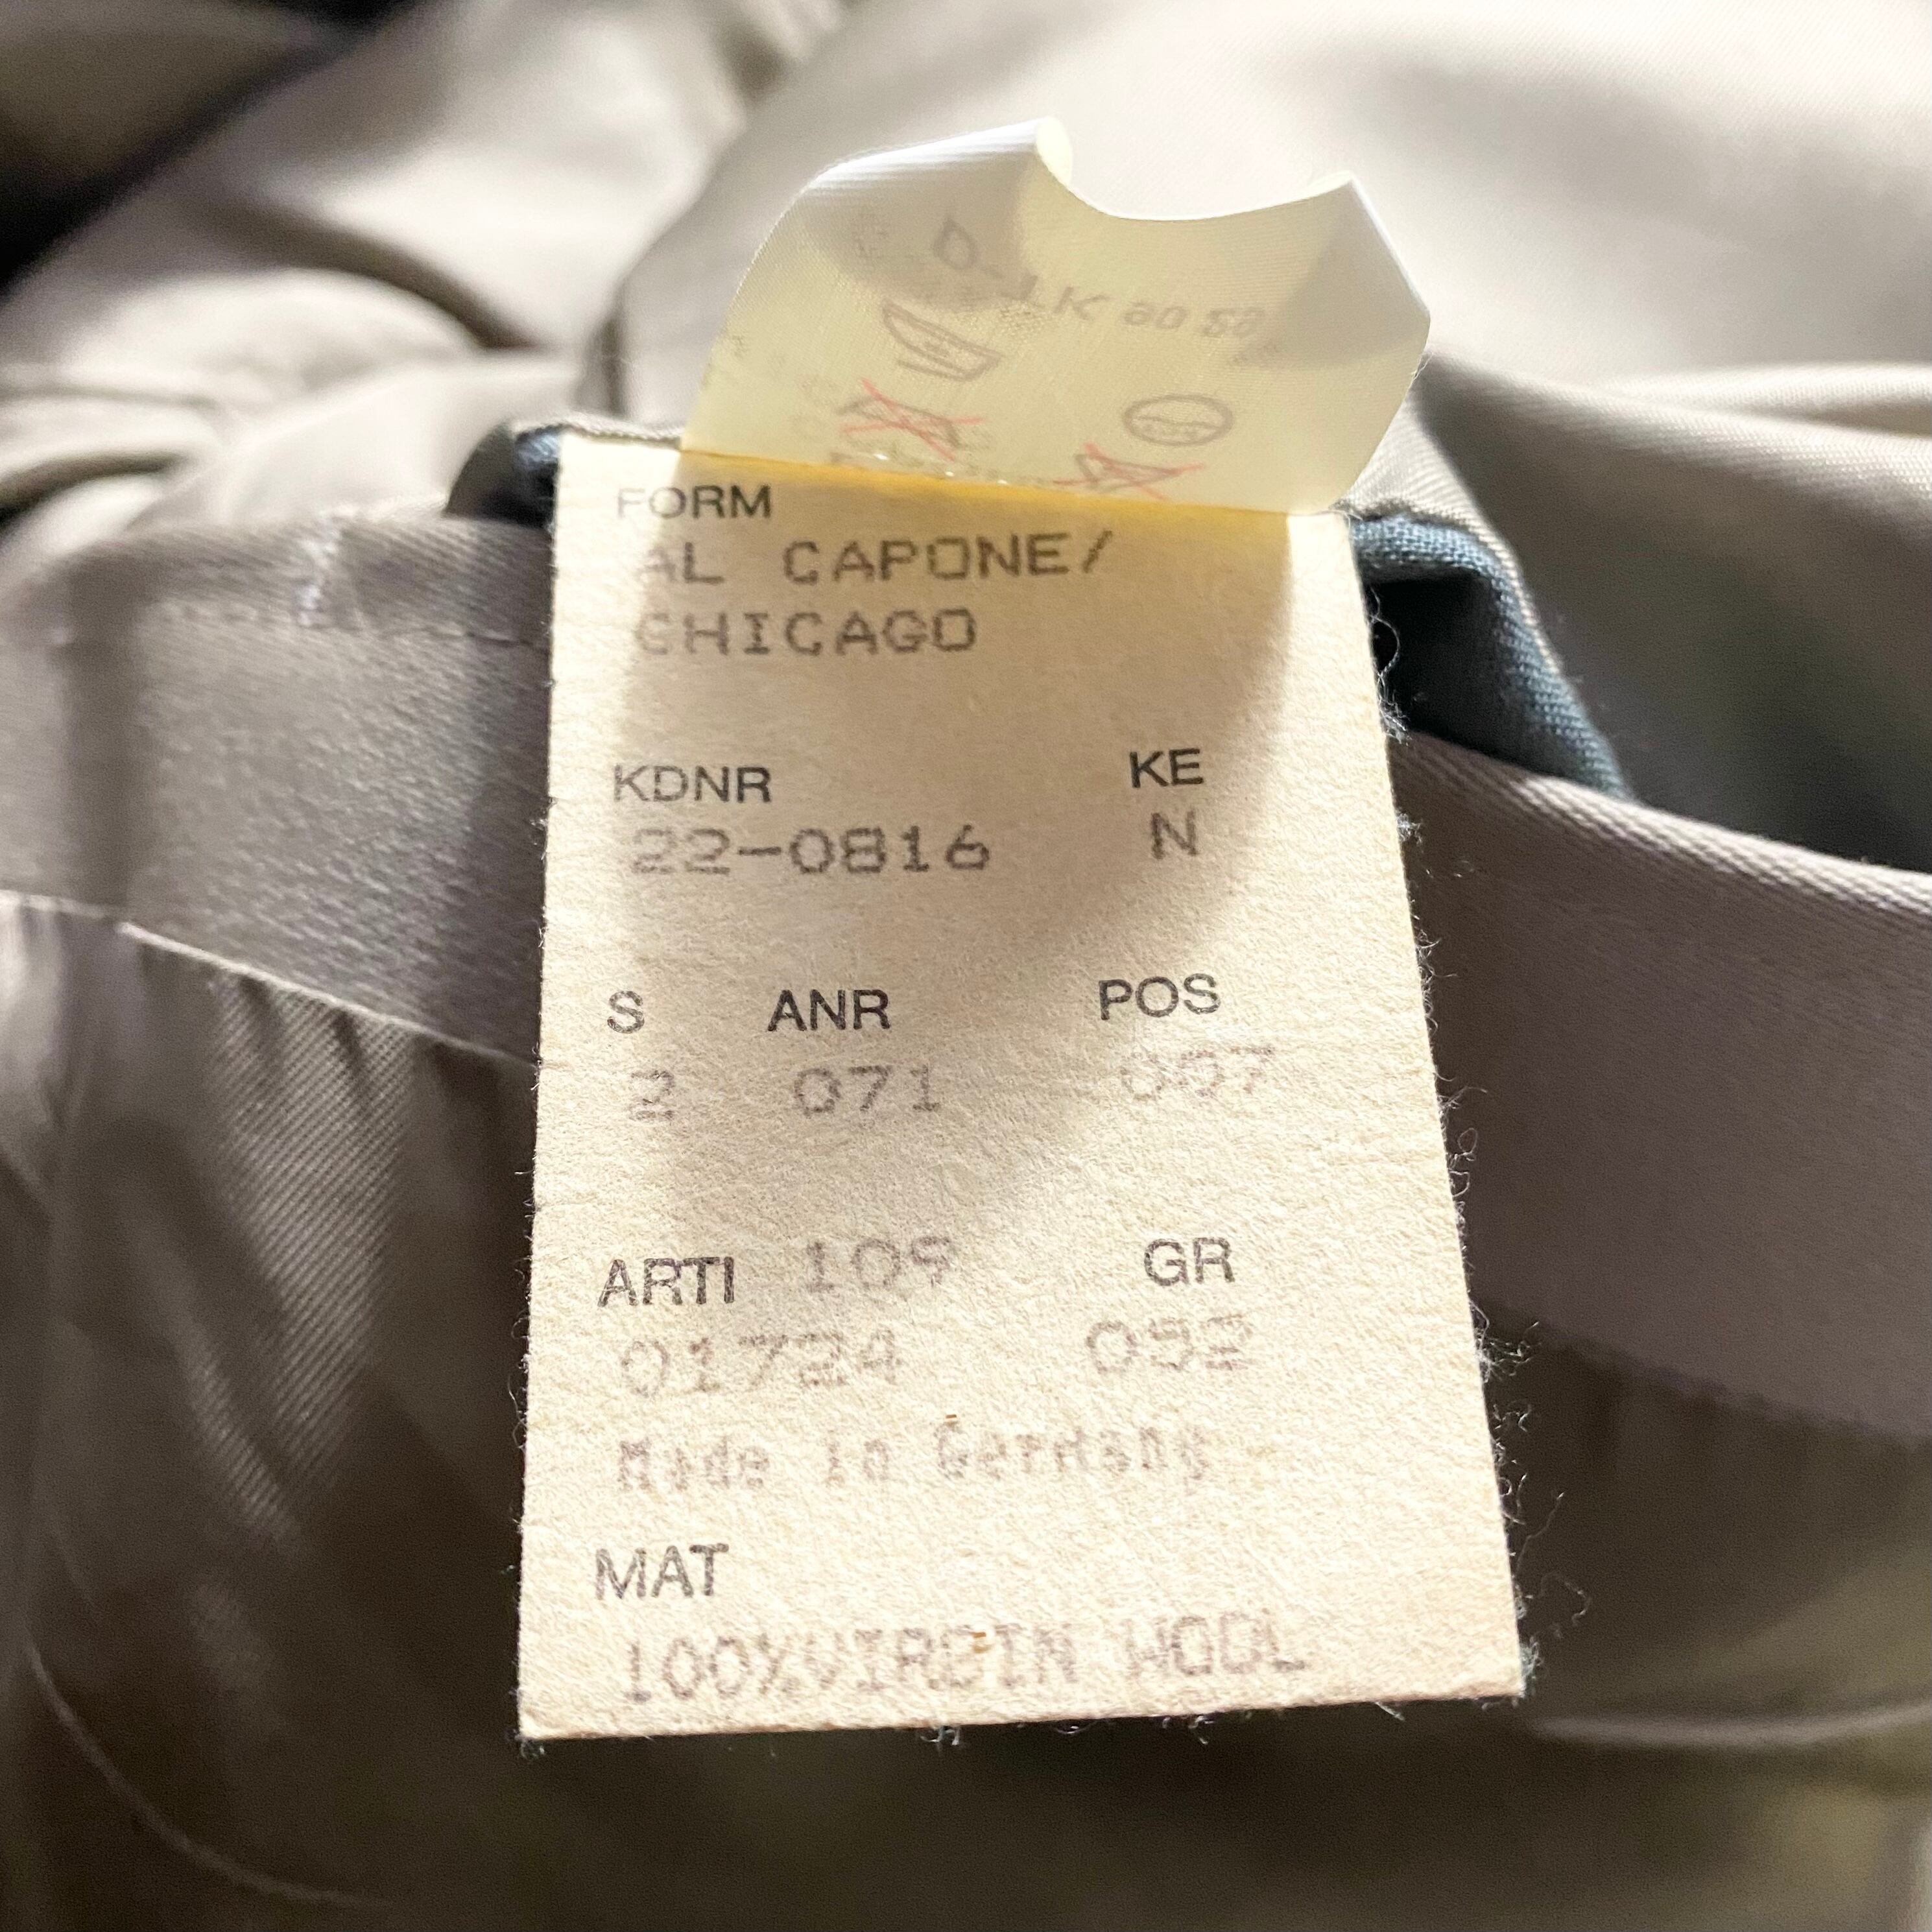 FORM
AL CAPONE/
CHICAGO
KDNR KE
22-0816 N
S ANR POS
2 071 007
ARTI 109 GR
01724 052
Made in Germany
MAT
100%VIRGIN WOOL